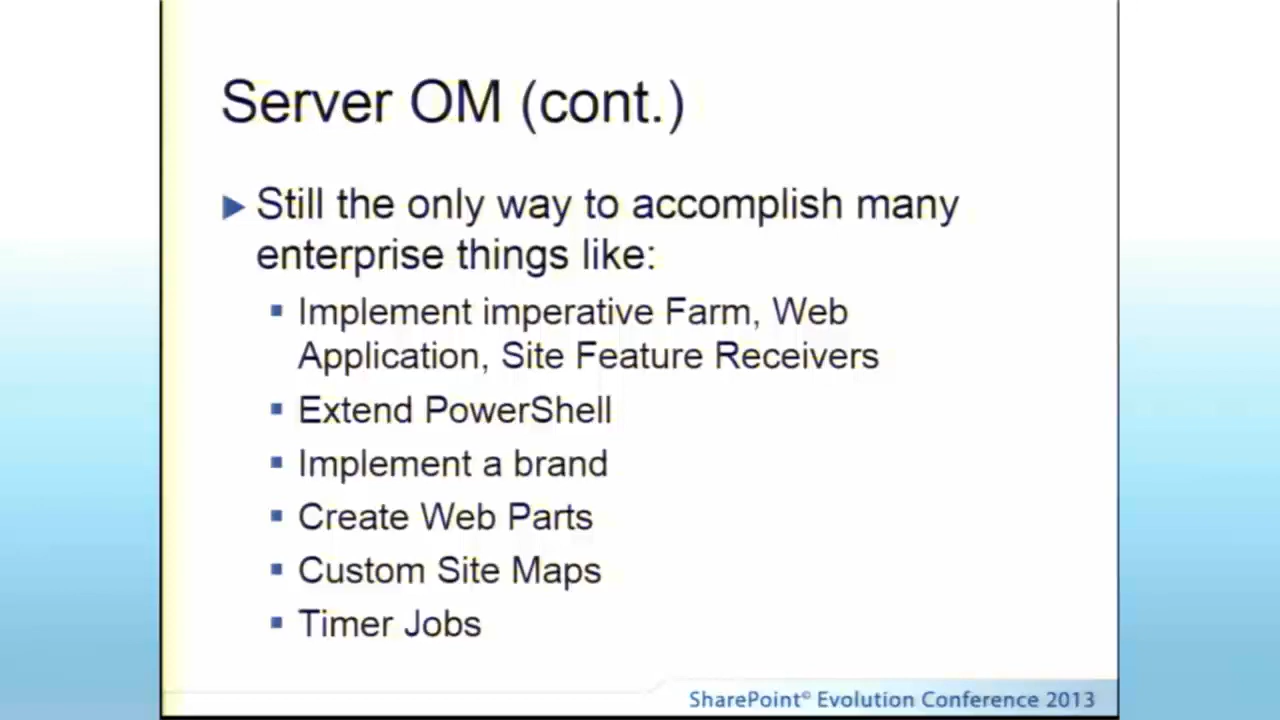 Server OM (cont.)
Still the only way to accomplish many
enterprise things like:
Implement imperative Farm, Web
Application, Site Feature Receivers
Extend PowerShell
Implement a brand
Create Web Parts
Custom Site Maps
Timer Jobs
SharePoint® Evolution Conference 2013